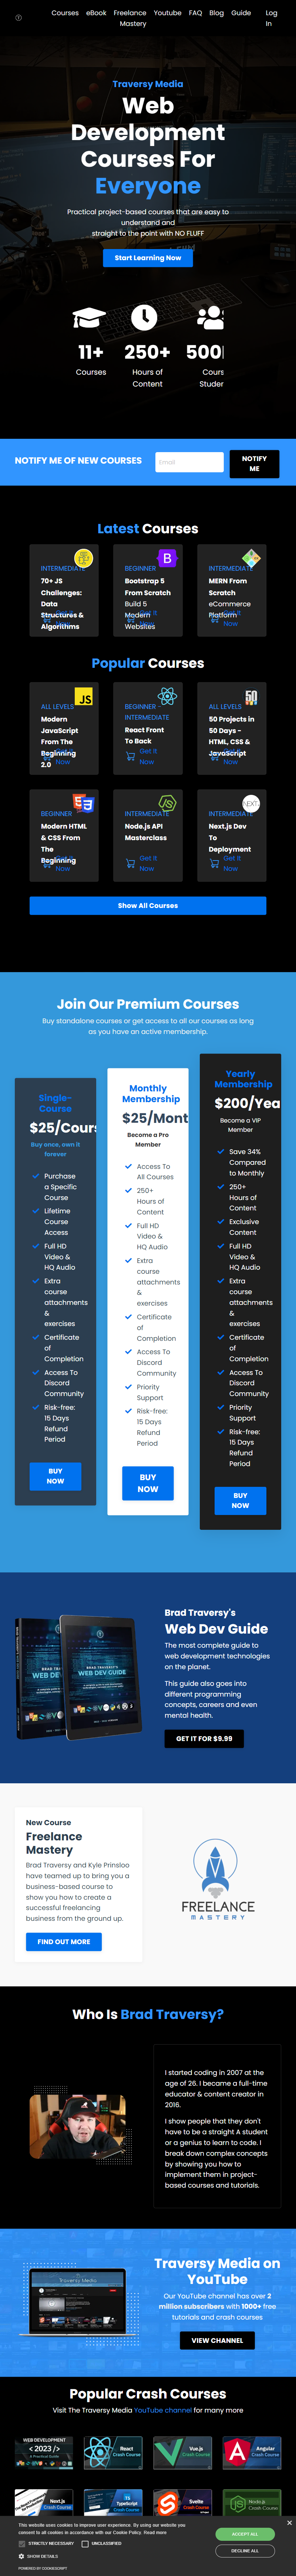 Courses
eBook
Freelance
Mastery
Youtube
FAQ
Blog
Guide
Log
In
Traversy Media
Web
Development
Courses For
Everyone
Practical project-based courses that are easy to
understand and
straight to the point with NO FLUFF
Start Learning Now
11+
Courses
250+
Hours of
Content
500
Cours
Studen
NOTIFY ME OF NEW COURSES
Email
NOTIFY
ME
Latest Courses
INTERMEDIATE
70+ JS
Challenges:
Data
Structures &
Algorithms
BEGINNER
Bootstrap 5
From Scratch
Build 5
Modern
Websites
INTERMEDIATE
MERN From
Scratch
eCommerce
Platform
Get It
Now
Popular Courses
ALL LEVELS
Modern
JavaScript
From The
Beginning
2.0
Now
BEGINNER -
INTERMEDIATE
React Front
To Back
Get It
Now
ALL LEVELS
50 Projects in
50 Days -
HTML, CSS &
JavaScript
Now
BEGINNER
Modern HTML
& CSS From
The
Beginning
Now
INTERMEDIATE
Node.js API
Masterclass
Get It
Now
INTERMEDIATE
Next.js Dev
To
Deployment
Get It
Now
Show All Courses
Join Our Premium Courses
Buy standalone courses or get access to all our courses as long
as you have an active membership.
Single-
Course
$25/Cours
Buy once, own it
forever
Purchase
a Specific
Course
Lifetime
Course
Access
Full HD
Video &
HQ Audio
Extra
course
attachments
&
exercises
Certificate
of
Completion
Access To
Discord
Community
Risk-free:
15 Days
Refund
Period
BUY
NOW
Monthly
Membership
$25/Mont
Become a Pro
Member
Access To
All Courses
250+
Hours of
Content
Full HD
Video &
HQ Audio
Extra
course
attachments
&
exercises
Certificate
of
Completion
Access To
Discord
Community
Priority
Support
Risk-free:
15 Days
Refund
Period
BUY
NOW
Yearly
Membership
$200/Yea
Become a VIP
Member
Save 34%
Compared
to Monthly
250+
Hours of
Content
Exclusive
Content
Full HD
Video &
HQ Audio
Extra
course
attachments
&
exercises
Certificate
of
Completion
Access To
Discord
Community
Priority
Support
Risk-free:
15 Days
Refund
Period
BUY
NOW
BRAD TRAVERSY'S
WEB DEV GUIDE
Brad Traversy's
Web Dev Guide
The most complete guide to
web development technologies
on the planet.
This guide also goes into
different programming
concepts, careers and even
mental health.
GET IT FOR $9.99
New Course
Freelance
Mastery
Brad Traversy and Kyle Prinsloo
have teamed up to bring you a
business-based course to
show you how to create a
successful freelancing
business from the ground up.
FIND OUT MORE
FREELANCE
MASTERY
Who Is Brad Traversy?
I started coding in 2007 at the
age of 26. I became a full-time
educator & content creator in
2016.
I show people that they don't
have to be a straight A student
or a genius to learn to code. I
break down complex concepts
by showing you how to
implement them in project-
based courses and tutorials.
Traversy Media
Traversy Media on
YouTube
Our YouTube channel has over 2
million subscribers with 1000+ free
tutorials and crash courses
VIEW CHANNEL
Popular Crash Courses
Visit The Traversy Media YouTube channel for many more
WEB DEVELOPMENT
< 2023 />
A Practical Guide
React
Crash Course
Vue.js
Crash Course
Angular
Crash Course
Next.js
Crash Course
TypeScript
Crash Course
Svelte
Crash Course
Node.js
Crash Course
This website uses cookies to improve user experience. By using our website you
consent to all cookies in accordance with our Cookie Policy. Read more
STRICTLY NECESSARY
UNCLASSIFIED
SHOW DETAILS
POWERED BY COOKIESCRIPT
ACCEPT ALL
DECLINE ALL